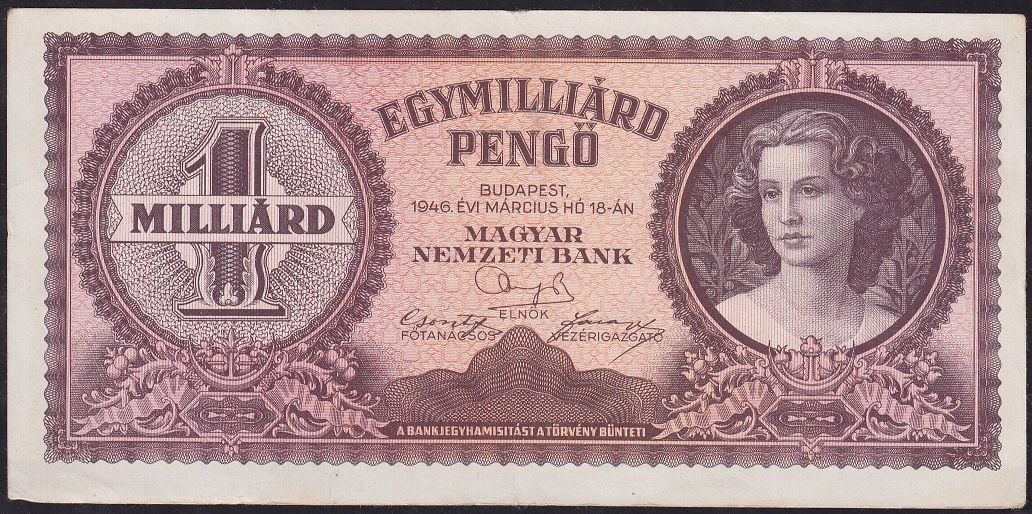 1
MILLIÁRD
EGYMILLIÁRD
PENGŐ
BUDAPEST,
1946. ÉVI MÁRCIUS HÓ 18-ÁN
MAGYAR
NEMZETI BANK
ELNÖK
FŐTANÁCSOS VEZÉRIGAZGATÓ
A BANKJEGYHAMISITÁST A TÖRVÉNY BÜNTETI